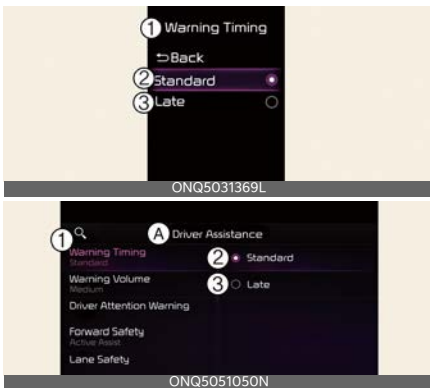 ① Warning Timing
⮌Back
② Standard
③ Late
ONQ5031369L
① Ⓐ Driver Assistance
Warning Timing ② Standard
Standard
Warning Volume ③ Late
Medium
Driver Attention Warning
Forward Safety
Active Assist
Lane Safety
ONQ5051050N